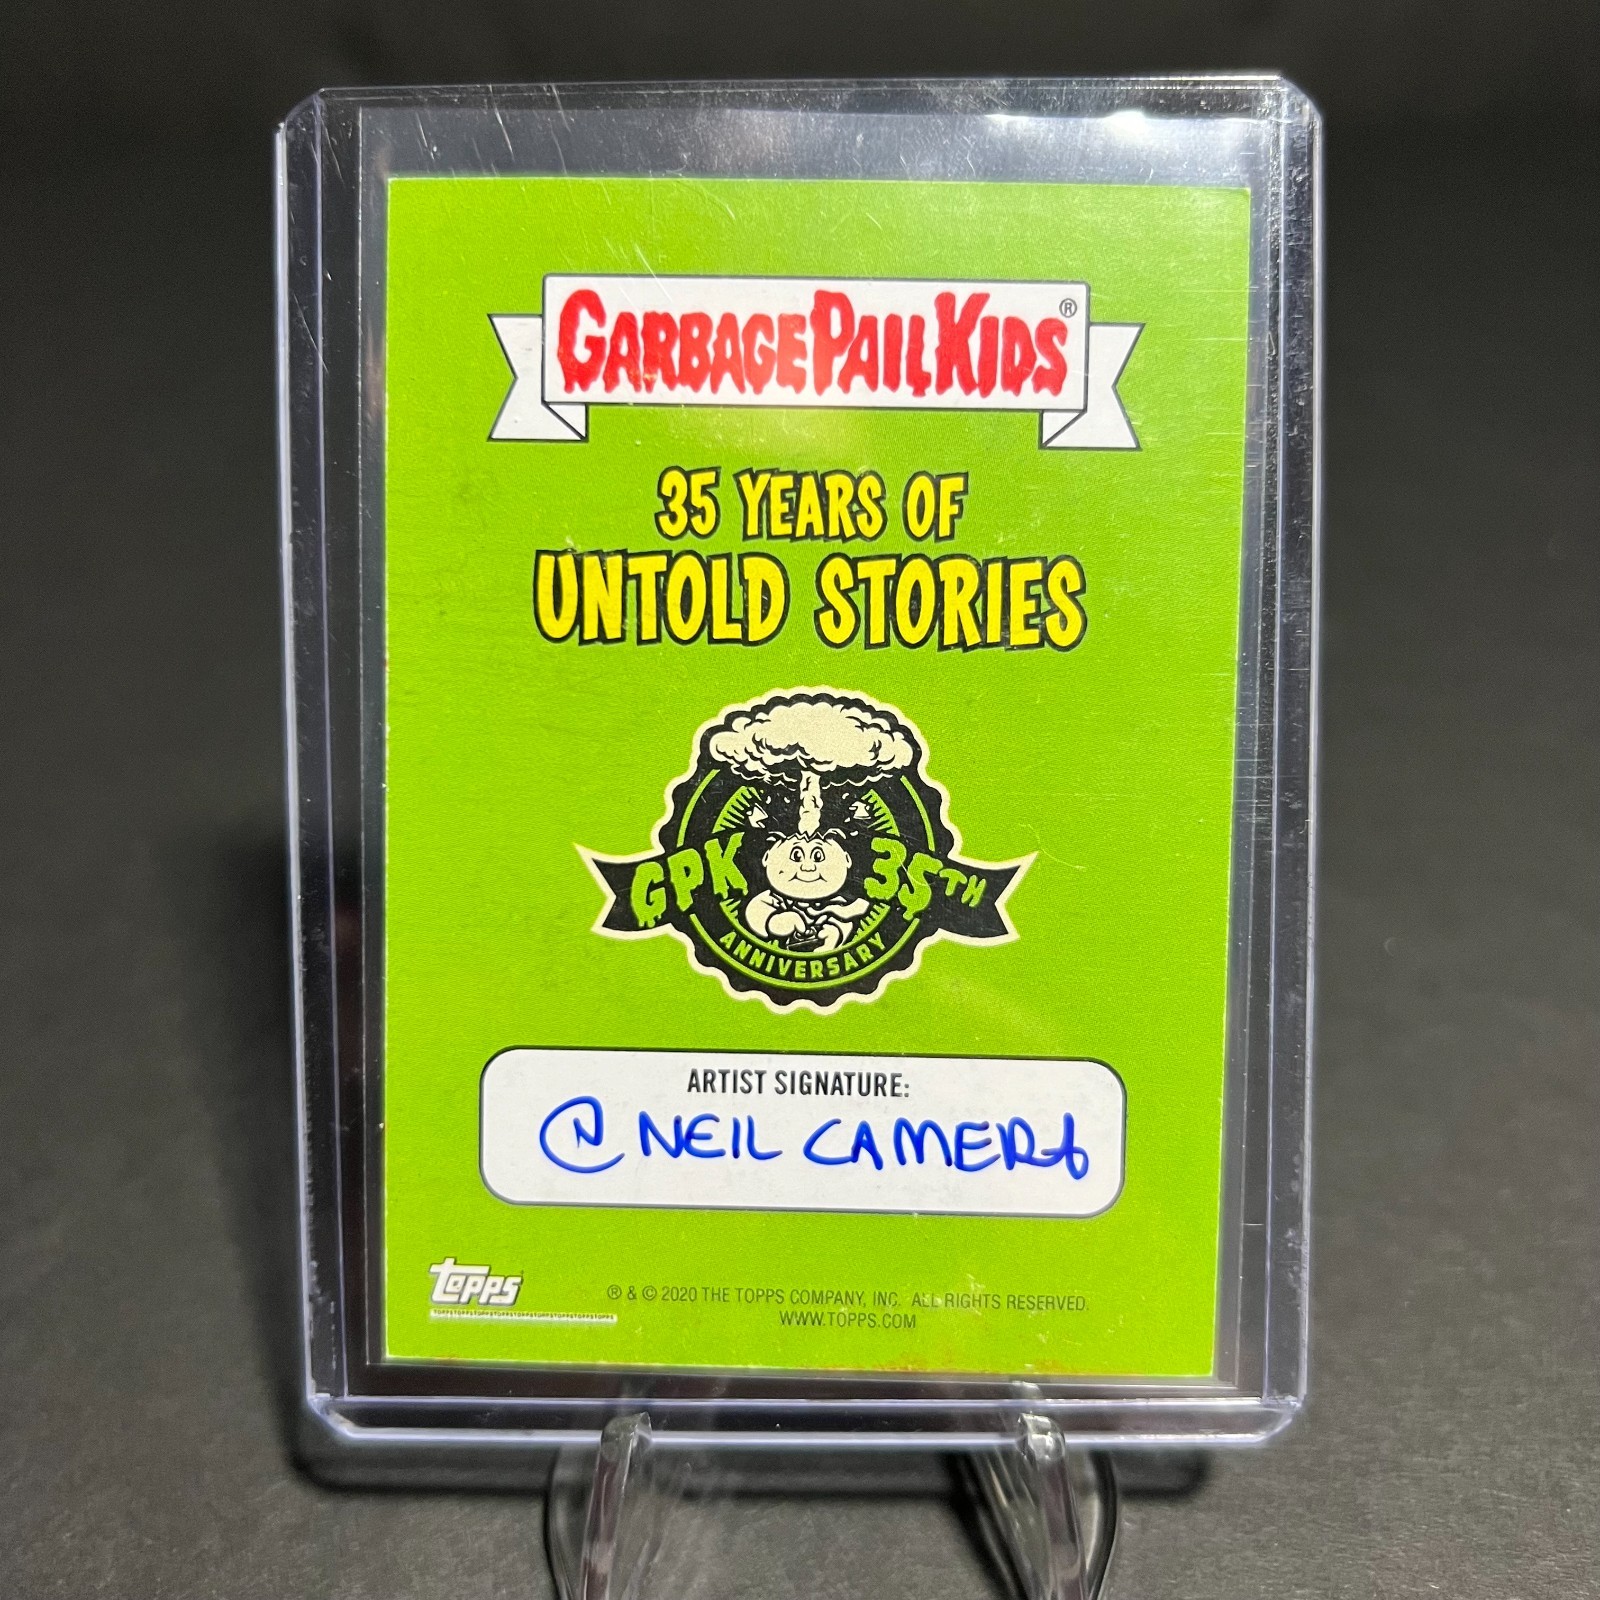 GARBAGE PAIL KIDS®
35 YEARS OF
UNTOLD STORIES
GPK 35TH
ANNIVERSARY
ARTIST SIGNATURE:
@NEIL CAMERA
topps
® & © 2020 THE TOPPS COMPANY, INC. ALL RIGHTS RESERVED.
WWW.TOPPS.COM